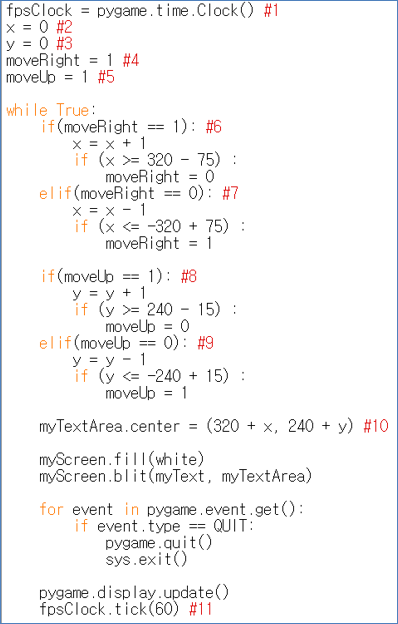 fpsClock = pygame.time.Clock() #1
x = 0 #2
y = 0 #3
moveRight = 1 #4
moveUp = 1 #5

while True:
    if(moveRight == 1): #6
        x = x + 1
        if (x >= 320 - 75) :
            moveRight = 0
    elif(moveRight == 0): #7
        x = x - 1
        if (x <= -320 + 75) :
            moveRight = 1

    if(moveUp == 1): #8
        y = y + 1
        if (y >= 240 - 15) :
            moveUp = 0
    elif(moveUp == 0): #9
        y = y - 1
        if (y <= -240 + 15) :
            moveUp = 1

    myTextArea.center = (320 + x, 240 + y) #10

    myScreen.fill(white)
    myScreen.blit(myText, myTextArea)

    for event in pygame.event.get():
        if event.type == QUIT:
            pygame.quit()
            sys.exit()

    pygame.display.update()
    fpsClock.tick(60) #11